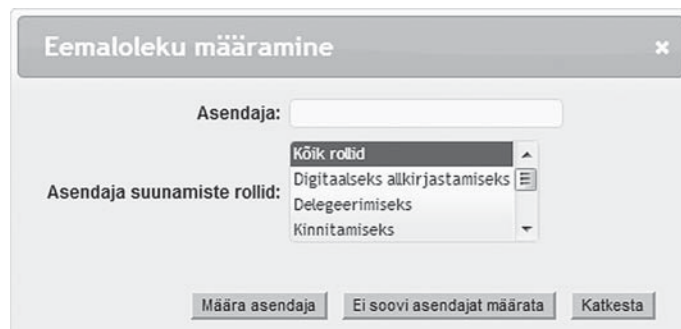 Eemaloleku määramine
Asendaja:
Asendaja suunamiste rollid:
Kõik rollid
Digitaalseks allkirjastamiseks
Delegeerimiseks
Kinnitamiseks
Määra asendaja Ei soovi asendajat määrata Katkesta